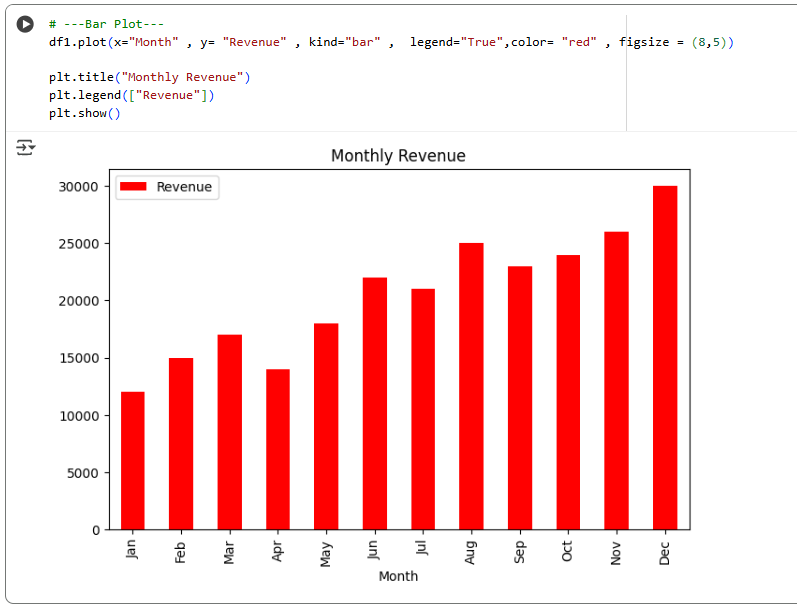 # ---Bar Plot---
df1.plot(x="Month" , y= "Revenue" , kind="bar" ,  legend="True",color= "red" , figsize = (8,5))
plt.title("Monthly Revenue")
plt.legend(["Revenue"])
plt.show()
Monthly Revenue
Revenue
30000
25000
20000
15000
10000
5000
0
Jan
Feb
Mar
Apr
May
Jun
Jul
Aug
Sep
Oct
Nov
Dec
Month